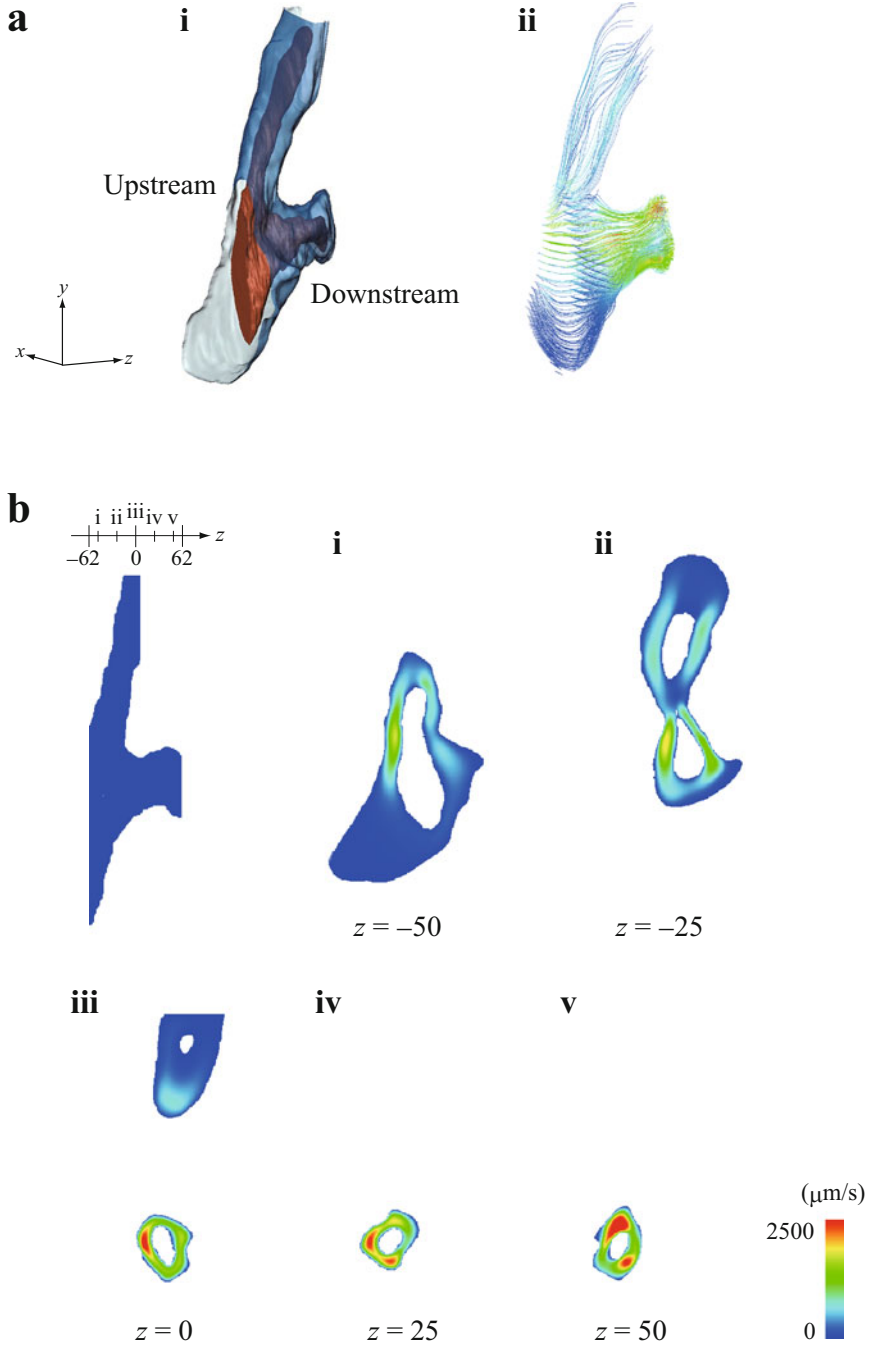 a
i
ii
Upstream
Downstream
y
x
z
b
i ii iii iv v
z
–62 0 62
i
ii
z = –50
z = –25
iii
iv
v
(μm/s)
2500
0
z = 0
z = 25
z = 50